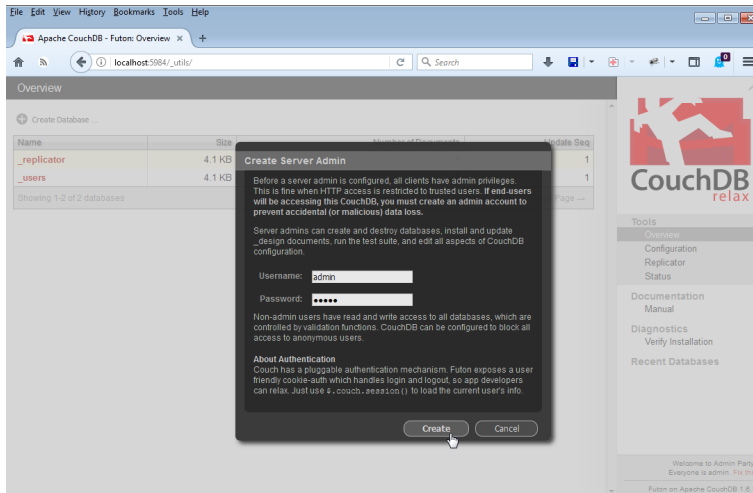 File Edit View History Bookmarks Tools Help
Apache CouchDB - Futon: Overview × +
localhost:5984/_utils/
Search
0
Overview
Create Database ...
Name Size Number of Documents Update Seq
_replicator 4.1 KB 1
_users 4.1 KB 1
Showing 1-2 of 2 databases
Page →
Create Server Admin
Before a server admin is configured, all clients have admin privileges.
This is fine when HTTP access is restricted to trusted users. If end-users
will be accessing this CouchDB, you must create an admin account to
prevent accidental (or malicious) data loss.
Server admins can create and destroy databases, install and update
_design documents, run the test suite, and edit all aspects of CouchDB
configuration.
Username: admin
Password: •••••
Non-admin users have read and write access to all databases, which are
controlled by validation functions. CouchDB can be configured to block all
access to anonymous users.
About Authentication
Couch has a pluggable authentication mechanism. Futon exposes a user
friendly cookie-auth which handles login and logout, so app developers
can relax. Just use $.couch.session() to load the current user's info.
Create Cancel
CouchDB
relax
Tools
Overview
Configuration
Replicator
Status
Documentation
Manual
Diagnostics
Verify Installation
Recent Databases
Welcome to Admin Party
Everyone is admin. Fix
Futon on Apache CouchDB 1.6